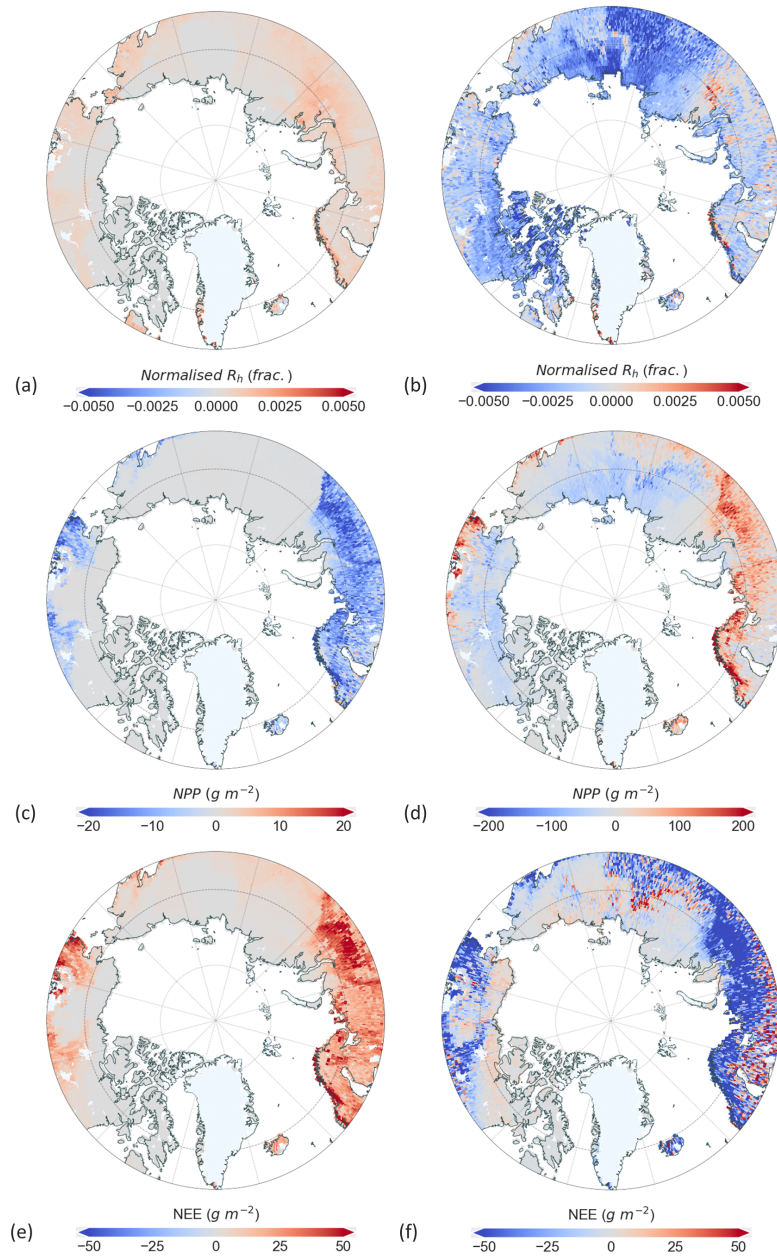 Normalised R_h (frac.) Normalised R_h (frac.)
(a) (b)
−0.0050 −0.0025 0.0000 0.0025 0.0050 −0.0050 −0.0025 0.0000 0.0025 0.0050
NPP (g m⁻²) NPP (g m⁻²)
(c) (d)
−20 −10 0 10 20 −200 −100 0 100 200
NEE (g m⁻²) NEE (g m⁻²)
(e) (f)
−50 −25 0 25 50 −50 −25 0 25 50